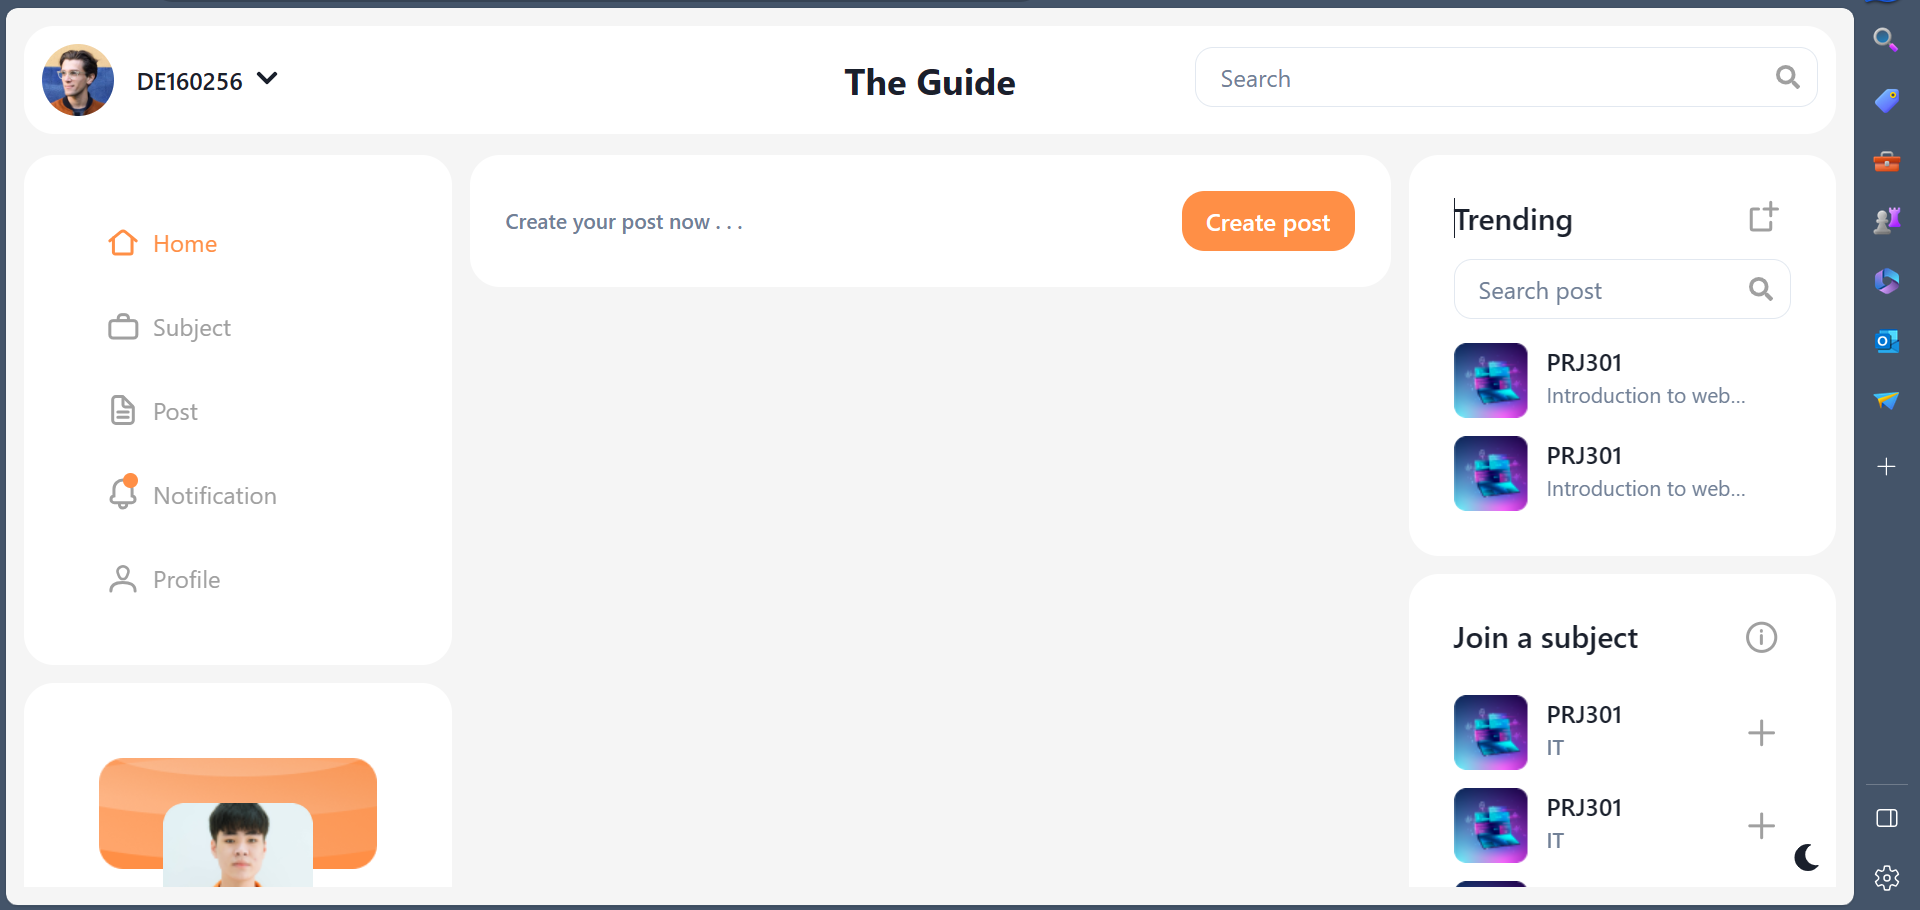 DE160256
The Guide
Search
Home
Subject
Post
Notification
Profile
Create your post now . . .
Create post
Trending
Search post
PRJ301
Introduction to web...
PRJ301
Introduction to web...
Join a subject
PRJ301
IT
PRJ301
IT